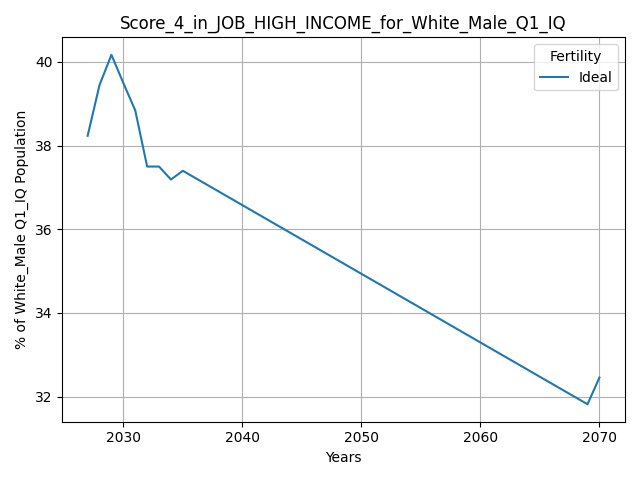 Score_4_in_JOB_HIGH_INCOME_for_White_Male_Q1_IQ
Fertility
Ideal
40
38
36
34
32
% of White_Male Q1_IQ Population
2030 2040 2050 2060 2070
Years